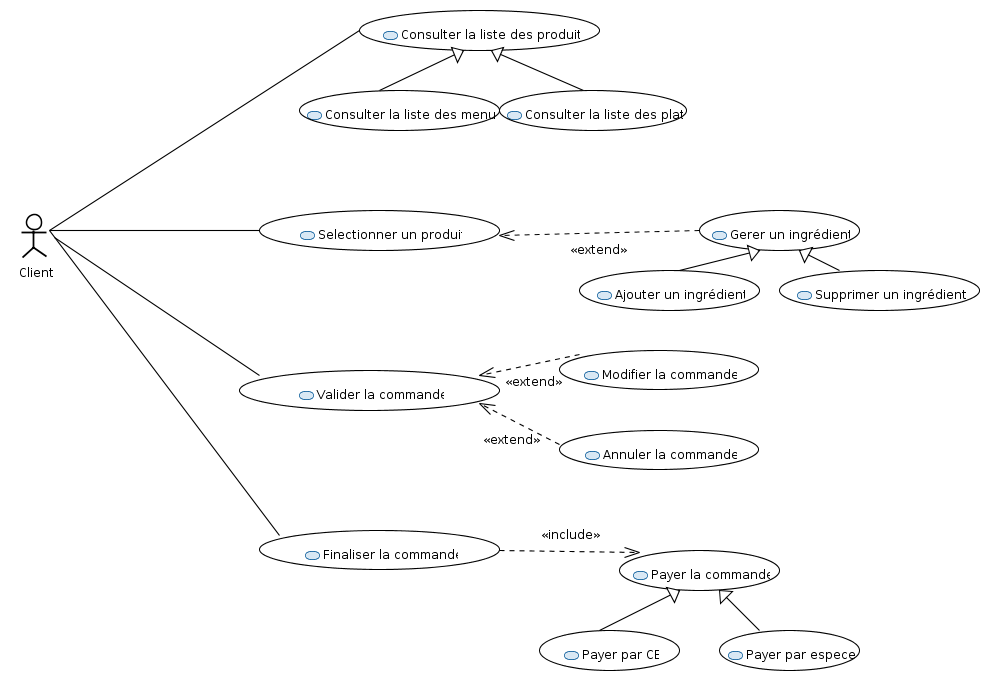 Consulter la liste des produit
Consulter la liste des menu
Consulter la liste des plat
Client
Selectionner un produi
«extend»
Gerer un ingrédient
Ajouter un ingrédient
Supprimer un ingrédient
Valider la commande
«extend»
Modifier la commande
«extend»
Annuler la commande
Finaliser la commande
«include»
Payer la commande
Payer par CB
Payer par espece